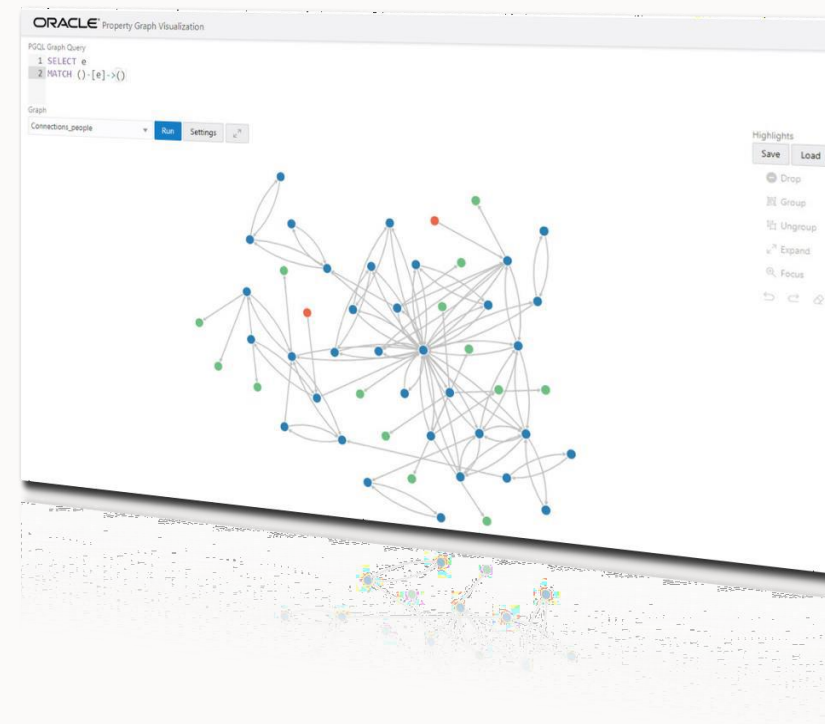 ORACLE® Property Graph Visualization
PGQL Graph Query
1 SELECT e
2 MATCH ()-[e]->()
Graph
Connections_people
Run
Settings
Highlights
Save
Load
Drop
Group
Ungroup
Expand
Focus